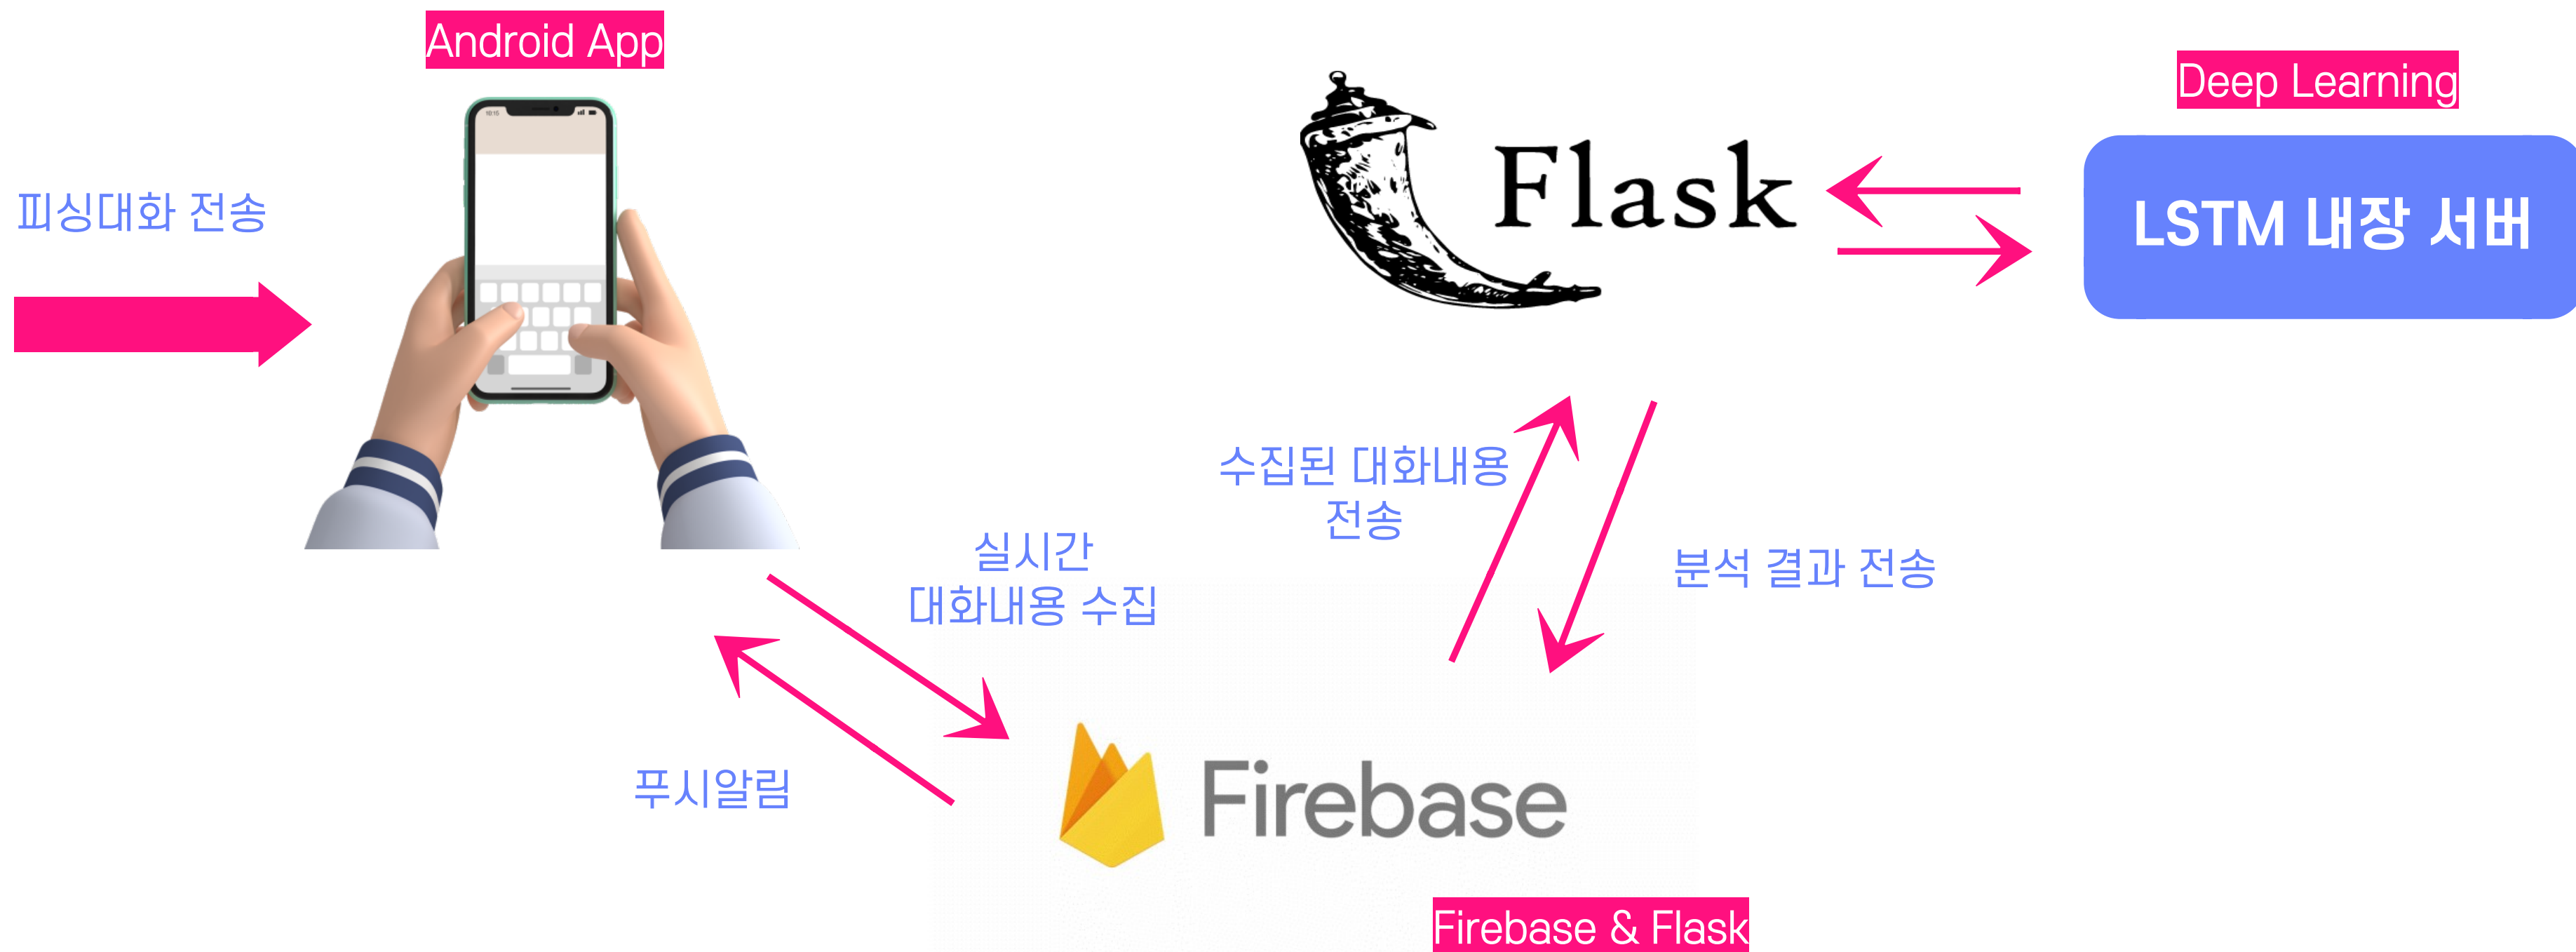 Android App
피싱대화 전송
10:15
Flask
Deep Learning
LSTM 내장 서버
수집된 대화내용
전송
분석 결과 전송
실시간
대화내용 수집
푸시알림
Firebase
Firebase & Flask